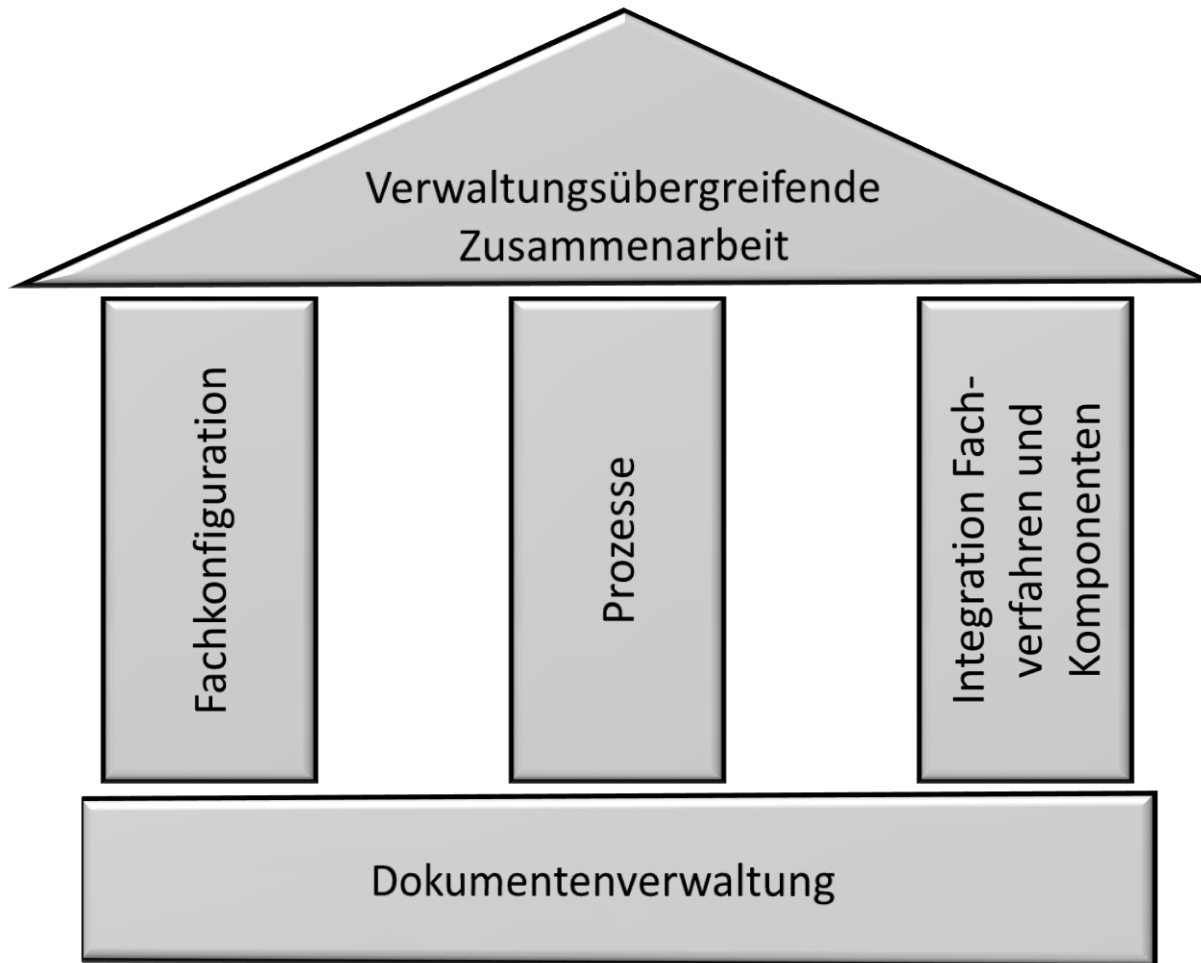 Verwaltungsübergreifende
Zusammenarbeit
Fachkonfiguration
Prozesse
Integration Fach-
verfahren und
Komponenten
Dokumentenverwaltung